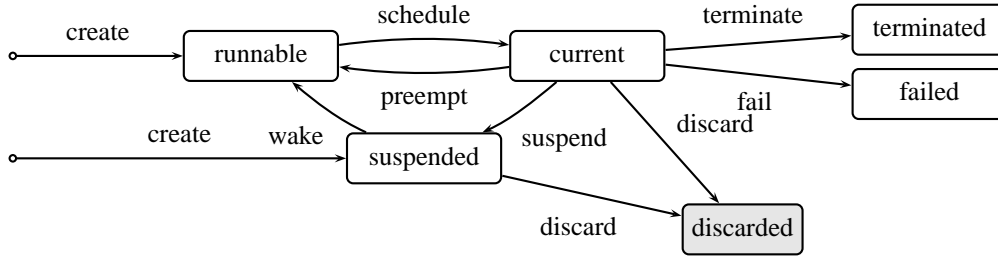 schedule
terminate
terminated
create
runnable
current
preempt
fail
failed
create
wake
suspended
suspend
discard
discard
discarded